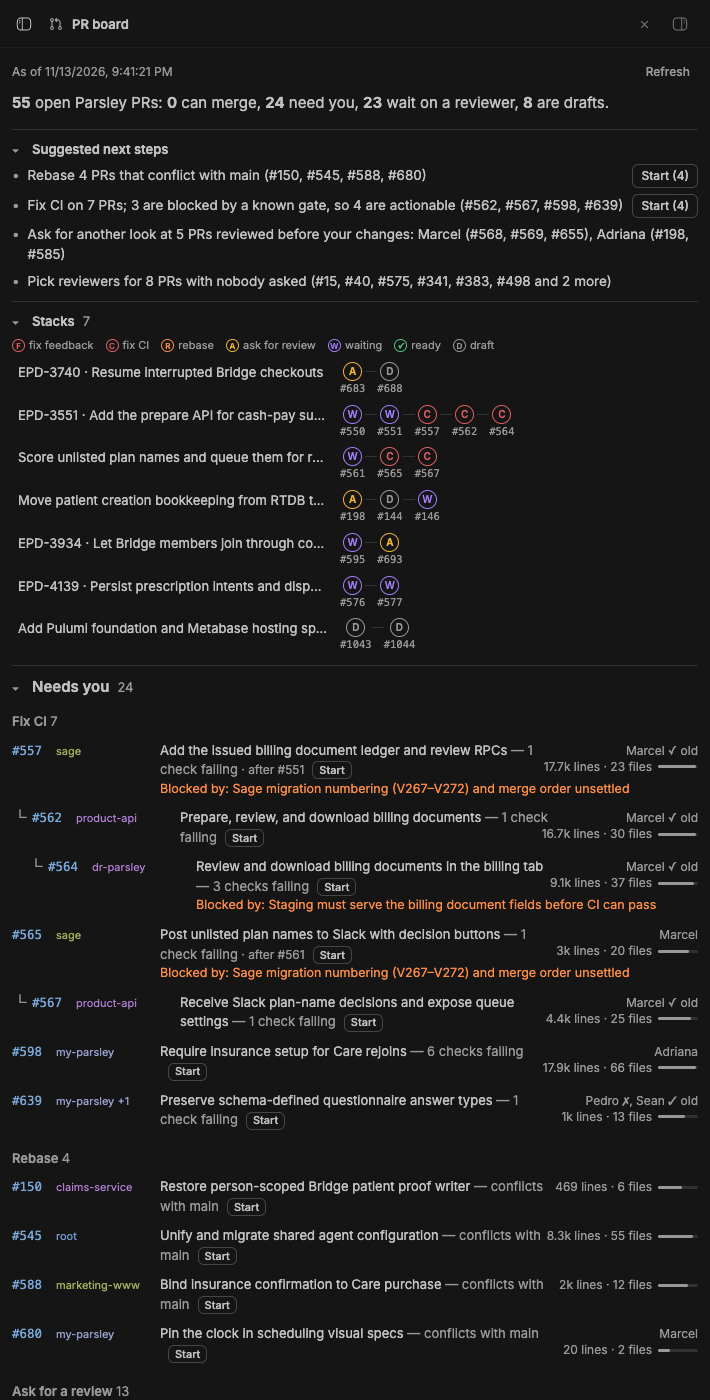 PR board
As of 11/13/2026, 9:41:21 PM
Refresh
55 open Parsley PRs: 0 can merge, 24 need you, 23 wait on a reviewer, 8 are drafts.
Suggested next steps
Rebase 4 PRs that conflict with main (#150, #545, #588, #680)
Start (4)
Fix CI on 7 PRs; 3 are blocked by a known gate, so 4 are actionable (#562, #567, #598, #639)
Start (4)
Ask for another look at 5 PRs reviewed before your changes: Marcel (#568, #569, #655), Adriana (#198,
#585)
Pick reviewers for 8 PRs with nobody asked (#15, #40, #575, #341, #383, #498 and 2 more)
Stacks 7
F fix feedback C fix CI R rebase A ask for review W waiting ✓ ready D draft
EPD-3740 · Resume interrupted Bridge checkouts A D
#683 #688
EPD-3551 · Add the prepare API for cash-pay su... W W C C C
#550 #551 #557 #562 #564
Score unlisted plan names and queue them for r... W C C
#561 #565 #567
Move patient creation bookkeeping from RTDB t... A D W
#198 #144 #146
EPD-3934 · Let Bridge members join through co... W A
#595 #693
EPD-4139 · Persist prescription intents and disp... W W
#576 #577
Add Pulumi foundation and Metabase hosting sp... D D
#1043 #1044
Needs you 24
Fix CI 7
#557 sage Add the issued billing document ledger and review RPCs — 1 Marcel ✓ old
check failing · after #551 Start 17.7k lines · 23 files
Blocked by: Sage migration numbering (V267–V272) and merge order unsettled
#562 product-api Prepare, review, and download billing documents — 1 check Marcel ✓ old
failing Start 16.7k lines · 30 files
#564 dr-parsley Review and download billing documents in the billing tab Marcel ✓ old
— 3 checks failing Start 9.1k lines · 37 files
Blocked by: Staging must serve the billing document fields before CI can pass
#565 sage Post unlisted plan names to Slack with decision buttons — 1 Marcel
check failing · after #561 Start 3k lines · 20 files
Blocked by: Sage migration numbering (V267–V272) and merge order unsettled
#567 product-api Receive Slack plan-name decisions and expose queue Marcel ✓ old
settings — 1 check failing Start 4.4k lines · 25 files
#598 my-parsley Require insurance setup for Care rejoins — 6 checks failing Adriana
Start 17.9k lines · 66 files
#639 my-parsley +1 Preserve schema-defined questionnaire answer types — 1 Pedro ✗, Sean ✓ old
check failing Start 1k lines · 13 files
Rebase 4
#150 claims-service Restore person-scoped Bridge patient proof writer — conflicts 469 lines · 6 files
with main Start
#545 root Unify and migrate shared agent configuration — conflicts with 8.3k lines · 55 files
main Start
#588 marketing-www Bind insurance confirmation to Care purchase — conflicts with 2k lines · 12 files
main Start
#680 my-parsley Pin the clock in scheduling visual specs — conflicts with main Marcel
Start 20 lines · 2 files
Ask for a review 13